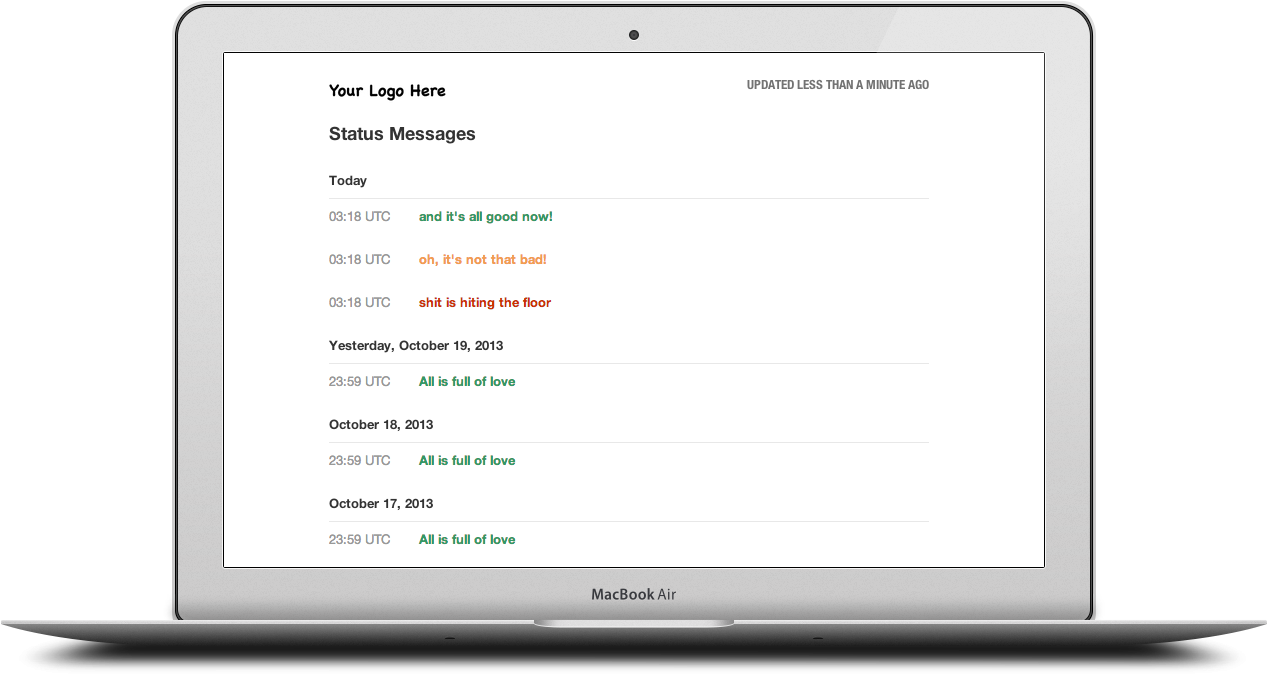 Your Logo Here
UPDATED LESS THAN A MINUTE AGO
Status Messages
Today
03:18 UTC and it's all good now!
03:18 UTC oh, it's not that bad!
03:18 UTC shit is hiting the floor
Yesterday, October 19, 2013
23:59 UTC All is full of love
October 18, 2013
23:59 UTC All is full of love
October 17, 2013
23:59 UTC All is full of love
MacBook Air